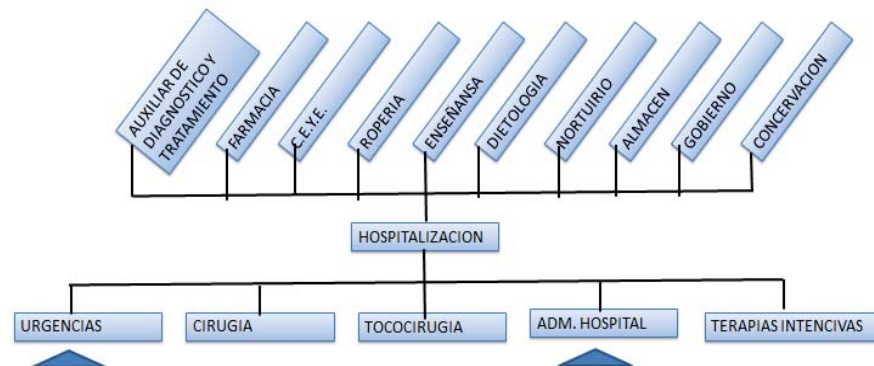 AUXILIAR DE
DIAGNOSTICO Y
TRATAMIENTO
FARMACIA
C.E.Y.E.
ROPERIA
ENSEÑANSA
DIETOLOGIA
NORTUIRIO
ALMACEN
GOBIERNO
CONCERVACION
HOSPITALIZACION
URGENCIAS
CIRUGIA
TOCOCIRUGIA
ADM. HOSPITAL
TERAPIAS INTENCIVAS